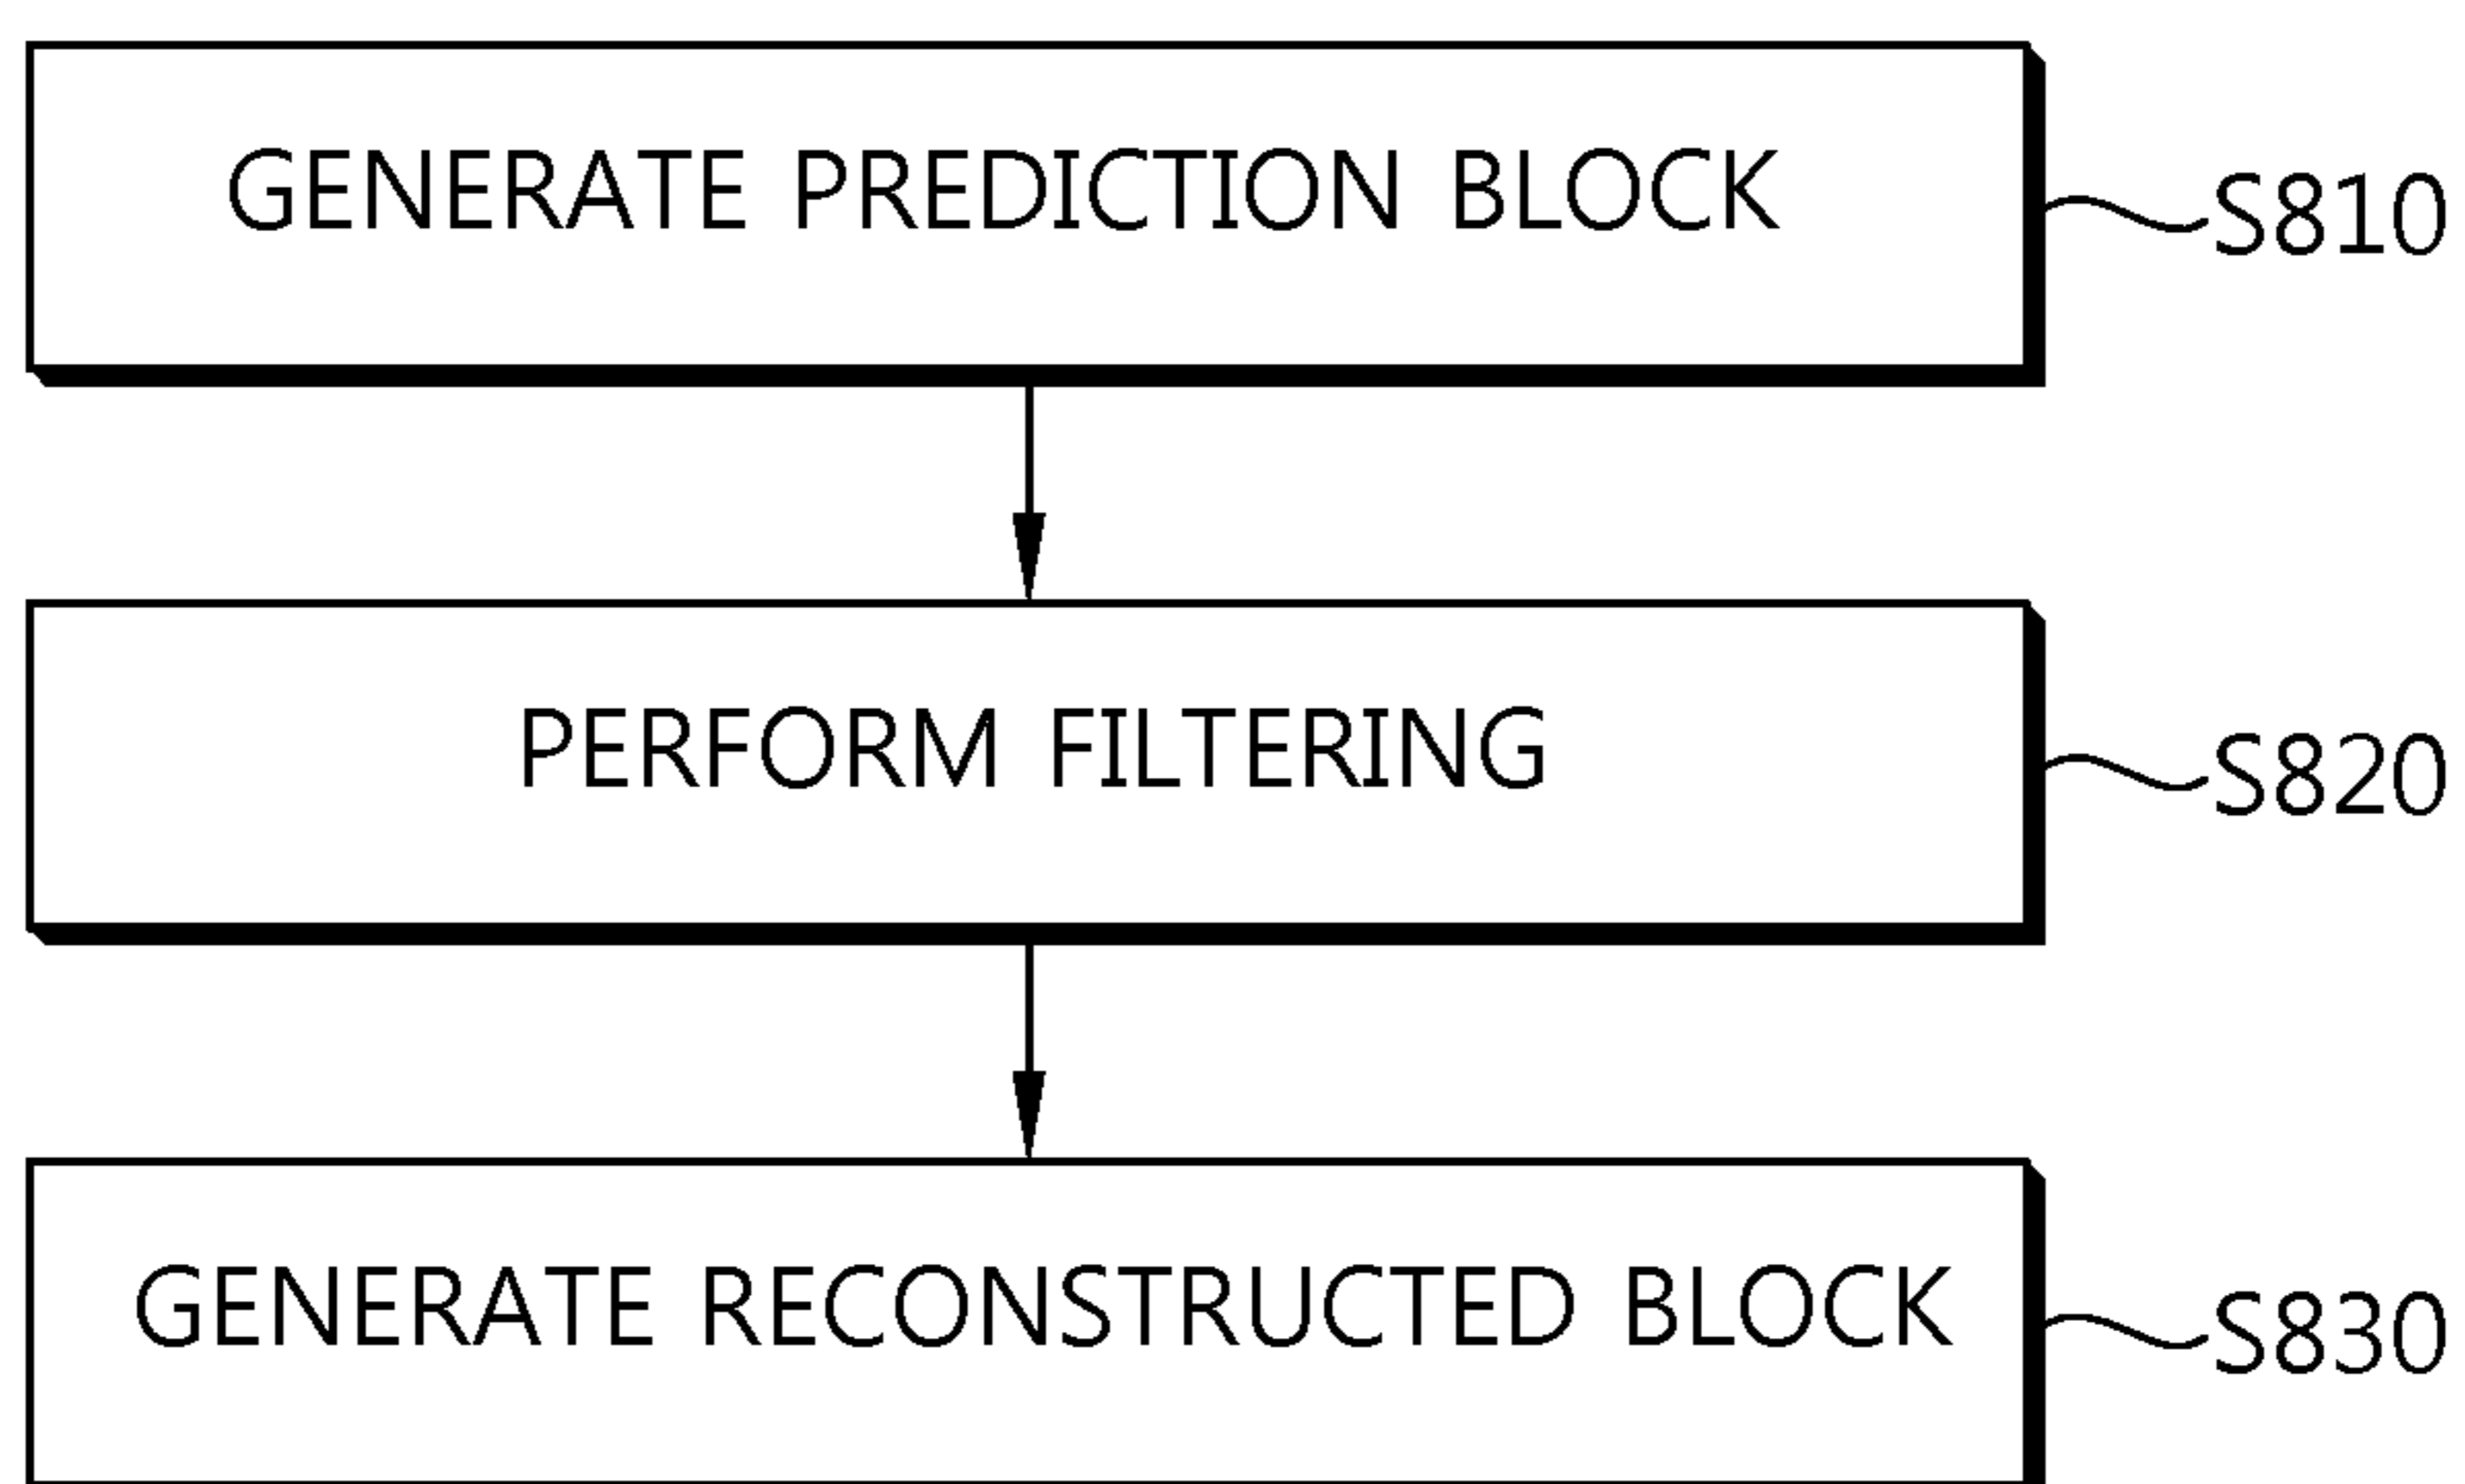 GENERATE PREDICTION BLOCK
S810
PERFORM FILTERING
S820
GENERATE RECONSTRUCTED BLOCK
S830